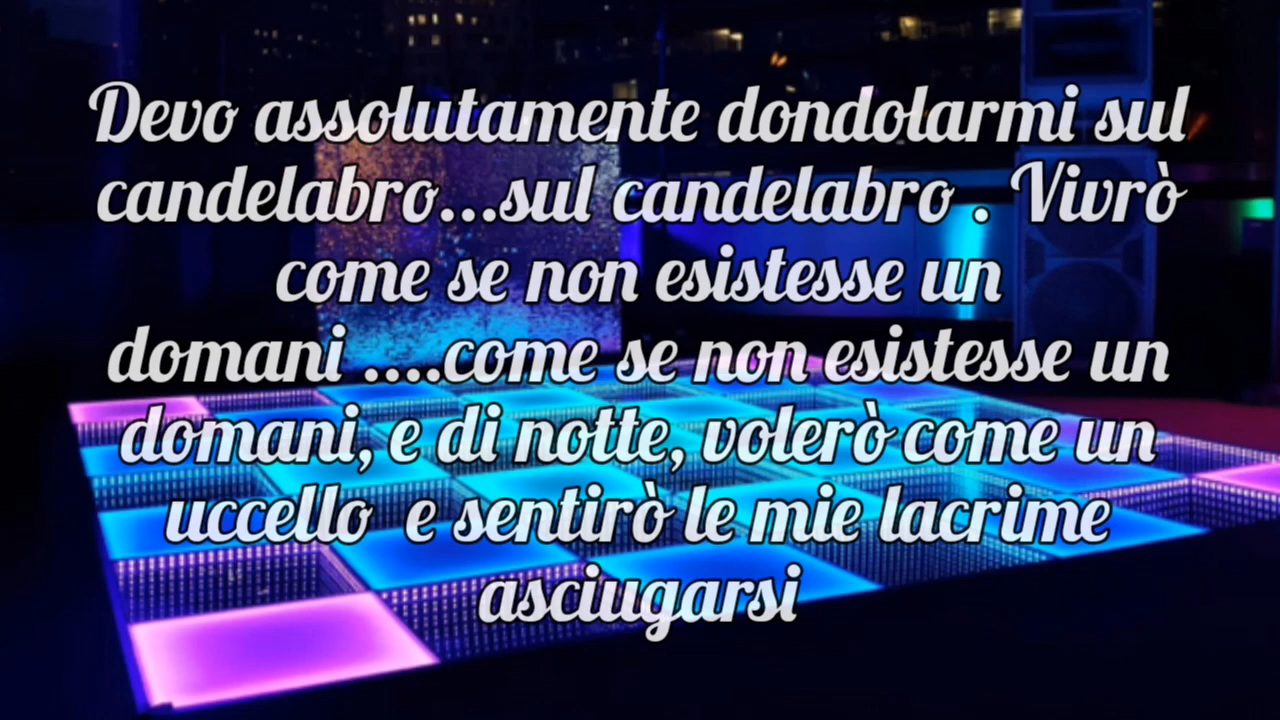 Devo assolutamente dondolarmi sul
candelabro...sul candelabro . Vivrò
come se non esistesse un
domani ....come se non esistesse un
domani, e di notte, volerò come un
uccello  e sentirò le mie lacrime
asciugarsi